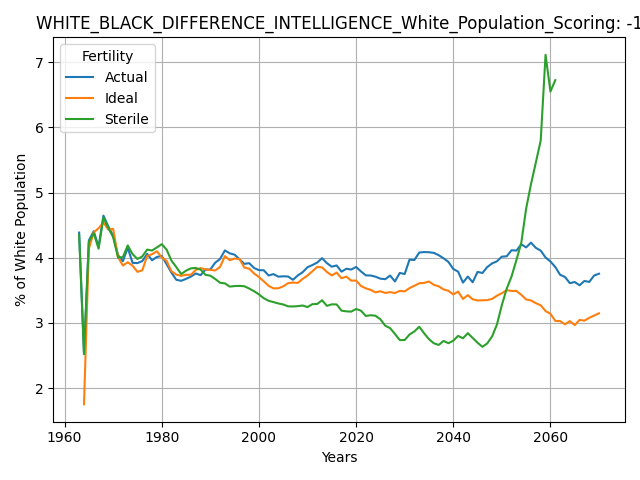 WHITE_BLACK_DIFFERENCE_INTELLIGENCE_White_Population_Scoring: -1
Fertility
Actual
Ideal
Sterile
7
6
5
4
3
2
% of White Population
1960
1980
2000
2020
2040
2060
Years